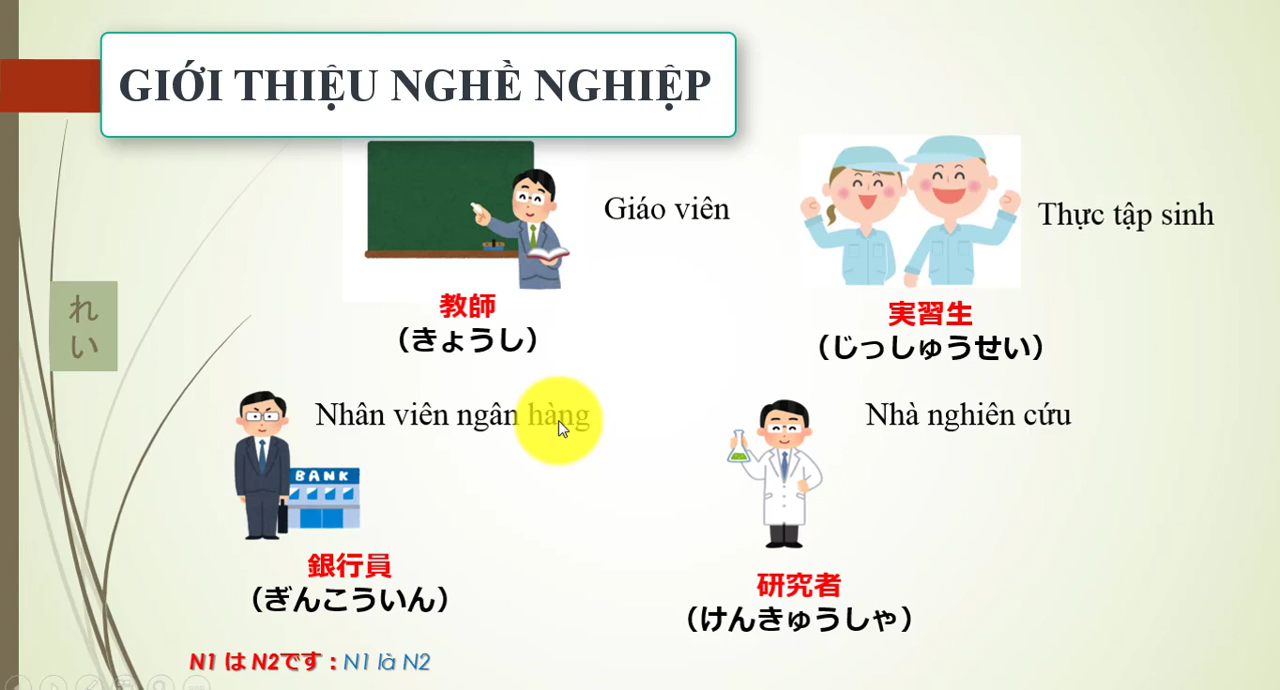 GIỚI THIỆU NGHỀ NGHIỆP
Giáo viên
教師
（きょうし）
Thực tập sinh
実習生
（じっしゅうせい）
れ
い
Nhân viên ngân hàng
BANK
銀行員
（ぎんこういん）
Nhà nghiên cứu
研究者
（けんきゅうしゃ）
N1 は N2です : N1 là N2